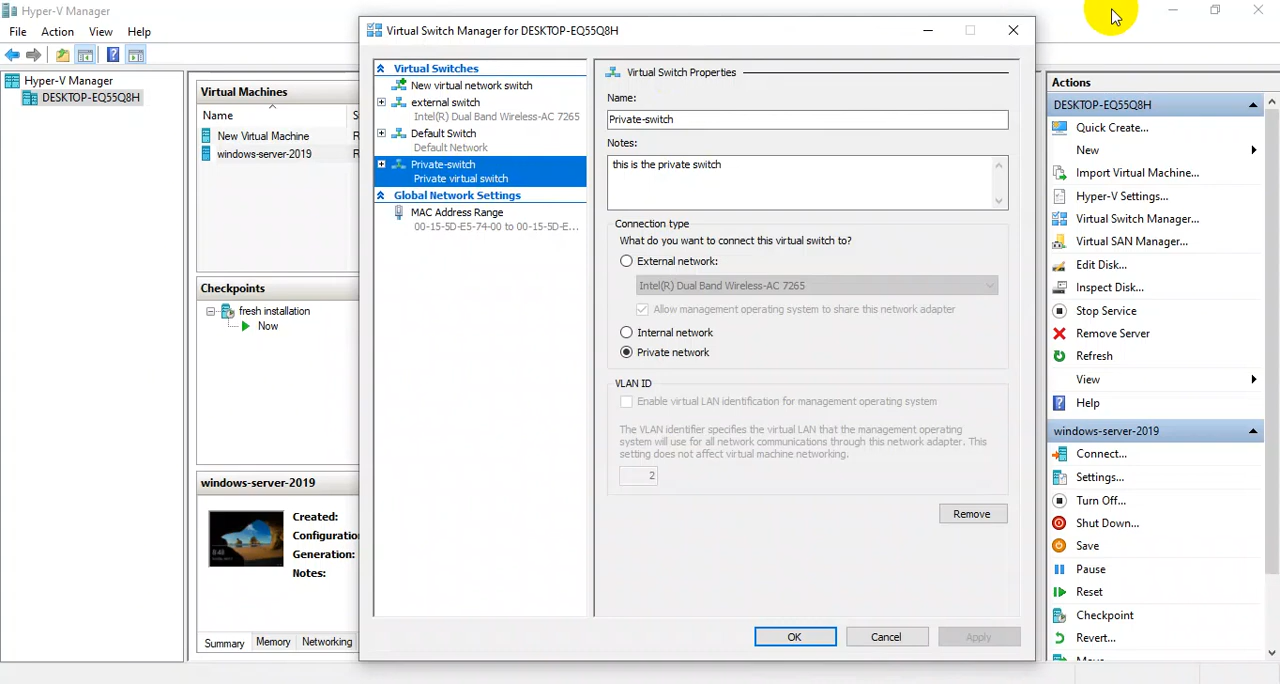 Hyper-V Manager
File Action View Help
Hyper-V Manager
DESKTOP-EQ55Q8H
Virtual Machines
Name
S
New Virtual Machine
R
windows-server-2019
R
Checkpoints
fresh installation
Now
windows-server-2019
Created:
Configuration
Generation:
Notes:
Summary Memory Networking
Virtual Switch Manager for DESKTOP-EQ55Q8H
Virtual Switches
New virtual network switch
external switch
Intel(R) Dual Band Wireless-AC 7265
Default Switch
Default Network
Private-switch
Private virtual switch
Global Network Settings
MAC Address Range
00-15-5D-E5-74-00 to 00-15-5D-E...
Virtual Switch Properties
Name:
Private-switch
Notes:
this is the private switch
Connection type
What do you want to connect this virtual switch to?
External network:
Intel(R) Dual Band Wireless-AC 7265
Allow management operating system to share this network adapter
Internal network
Private network
VLAN ID
Enable virtual LAN identification for management operating system
The VLAN identifier specifies the virtual LAN that the management operating
system will use for all network communications through this network adapter. This
setting does not affect virtual machine networking.
2
Remove
OK Cancel Apply
Actions
DESKTOP-EQ55Q8H
Quick Create...
New
Import Virtual Machine...
Hyper-V Settings...
Virtual Switch Manager...
Virtual SAN Manager...
Edit Disk...
Inspect Disk...
Stop Service
Remove Server
Refresh
View
Help
windows-server-2019
Connect...
Settings...
Turn Off...
Shut Down...
Save
Pause
Reset
Checkpoint
Revert...